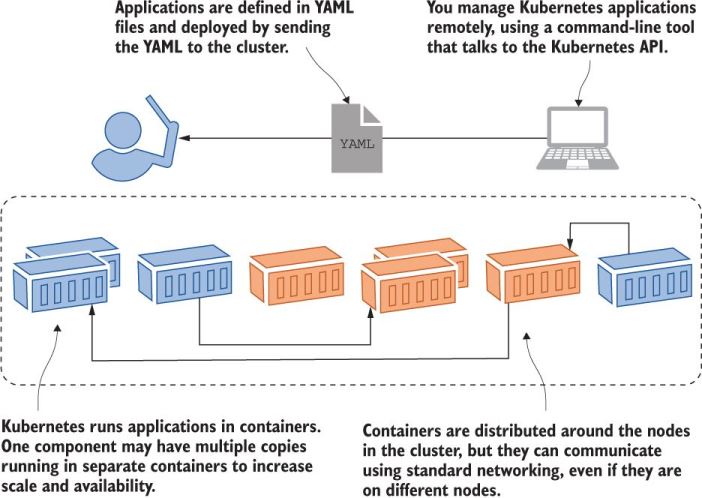 Applications are defined in YAML
files and deployed by sending
the YAML to the cluster.
You manage Kubernetes applications
remotely, using a command-line tool
that talks to the Kubernetes API.
YAML
Kubernetes runs applications in containers.
One component may have multiple copies
running in separate containers to increase
scale and availability.
Containers are distributed around the nodes
in the cluster, but they can communicate
using standard networking, even if they are
on different nodes.